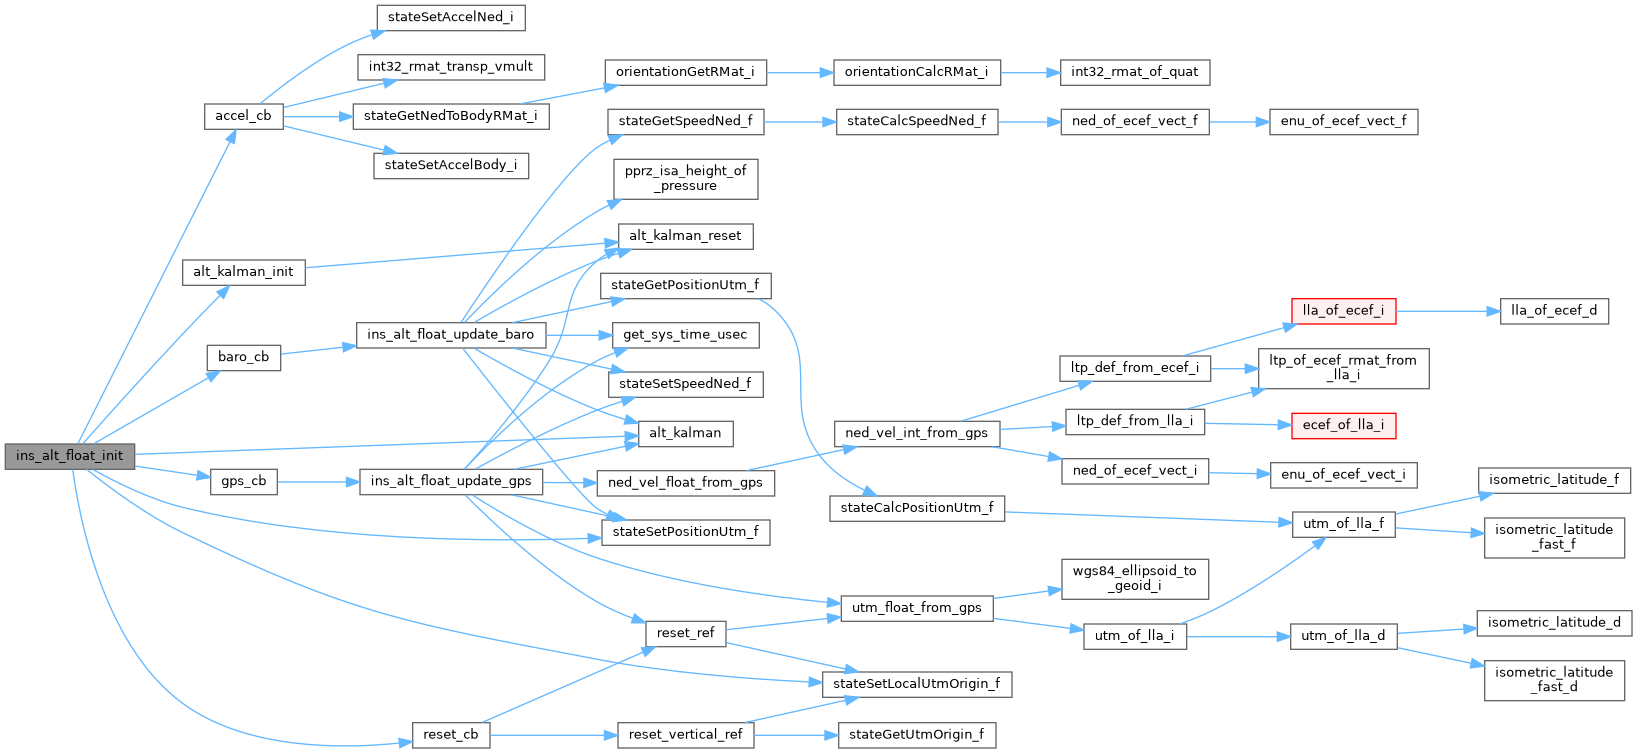 stateSetAccelNed_i
int32_rmat_transp_vmult
orientationGetRMat_i
orientationCalcRMat_i
int32_rmat_of_quat
accel_cb
stateGetNedToBodyRMat_i
stateGetSpeedNed_f
stateCalcSpeedNed_f
ned_of_ecef_vect_f
enu_of_ecef_vect_f
stateSetAccelBody_i
pprz_isa_height_of
_pressure
alt_kalman_reset
alt_kalman_init
stateGetPositionUtm_f
lla_of_ecef_i
lla_of_ecef_d
ins_alt_float_update_baro
get_sys_time_usec
baro_cb
ltp_def_from_ecef_i
ltp_of_ecef_rmat_from
_lla_i
stateSetSpeedNed_f
ltp_def_from_lla_i
ecef_of_lla_i
alt_kalman
ned_vel_int_from_gps
ins_alt_float_init
gps_cb
ins_alt_float_update_gps
ned_vel_float_from_gps
ned_of_ecef_vect_i
enu_of_ecef_vect_i
isometric_latitude_f
stateCalcPositionUtm_f
stateSetPositionUtm_f
utm_of_lla_f
isometric_latitude
_fast_f
wgs84_ellipsoid_to
_geoid_i
utm_float_from_gps
reset_ref
utm_of_lla_i
utm_of_lla_d
isometric_latitude_d
stateSetLocalUtmOrigin_f
isometric_latitude
_fast_d
reset_cb
reset_vertical_ref
stateGetUtmOrigin_f